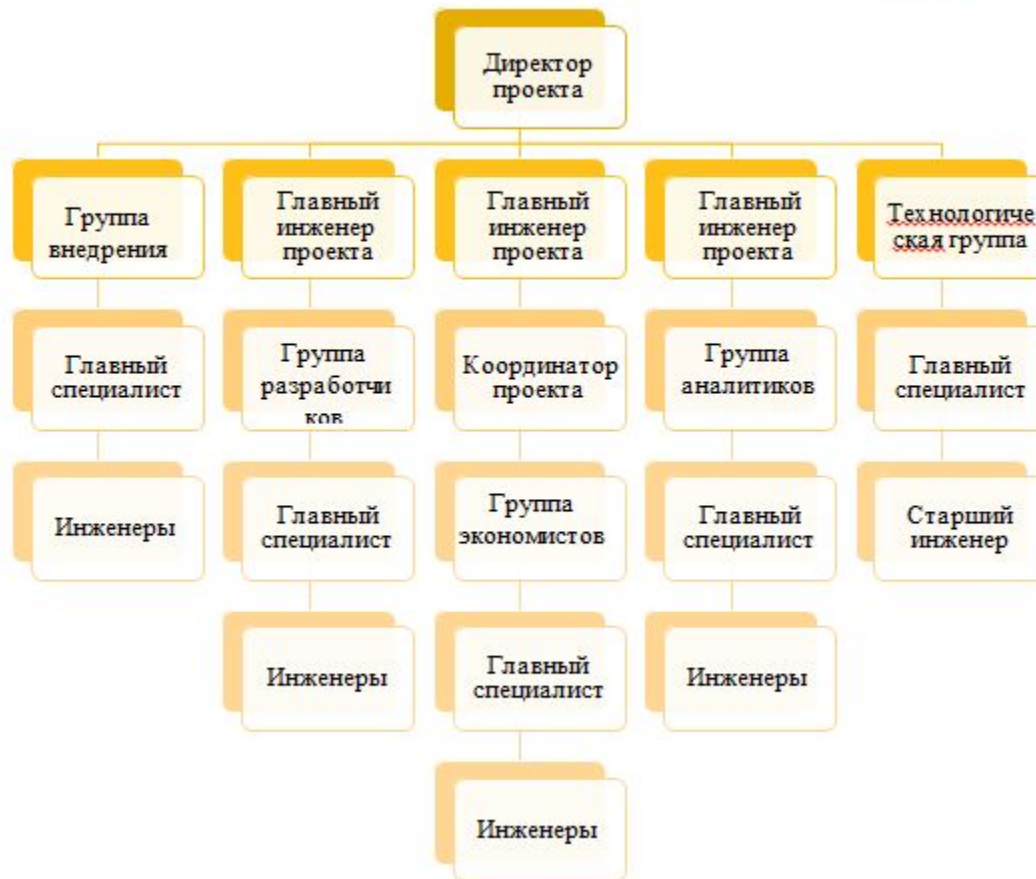 Директор
проекта
Группа
внедрения
Главный
инженер
проекта
Главный
инженер
проекта
Главный
инженер
проекта
Технологиче
ская группа
Главный
специалист
Группа
разработчи
ков
Координатор
проекта
Группа
аналитиков
Главный
специалист
Инженеры
Главный
специалист
Группа
экономистов
Главный
специалист
Старший
инженер
Инженеры
Главный
специалист
Инженеры
Инженеры